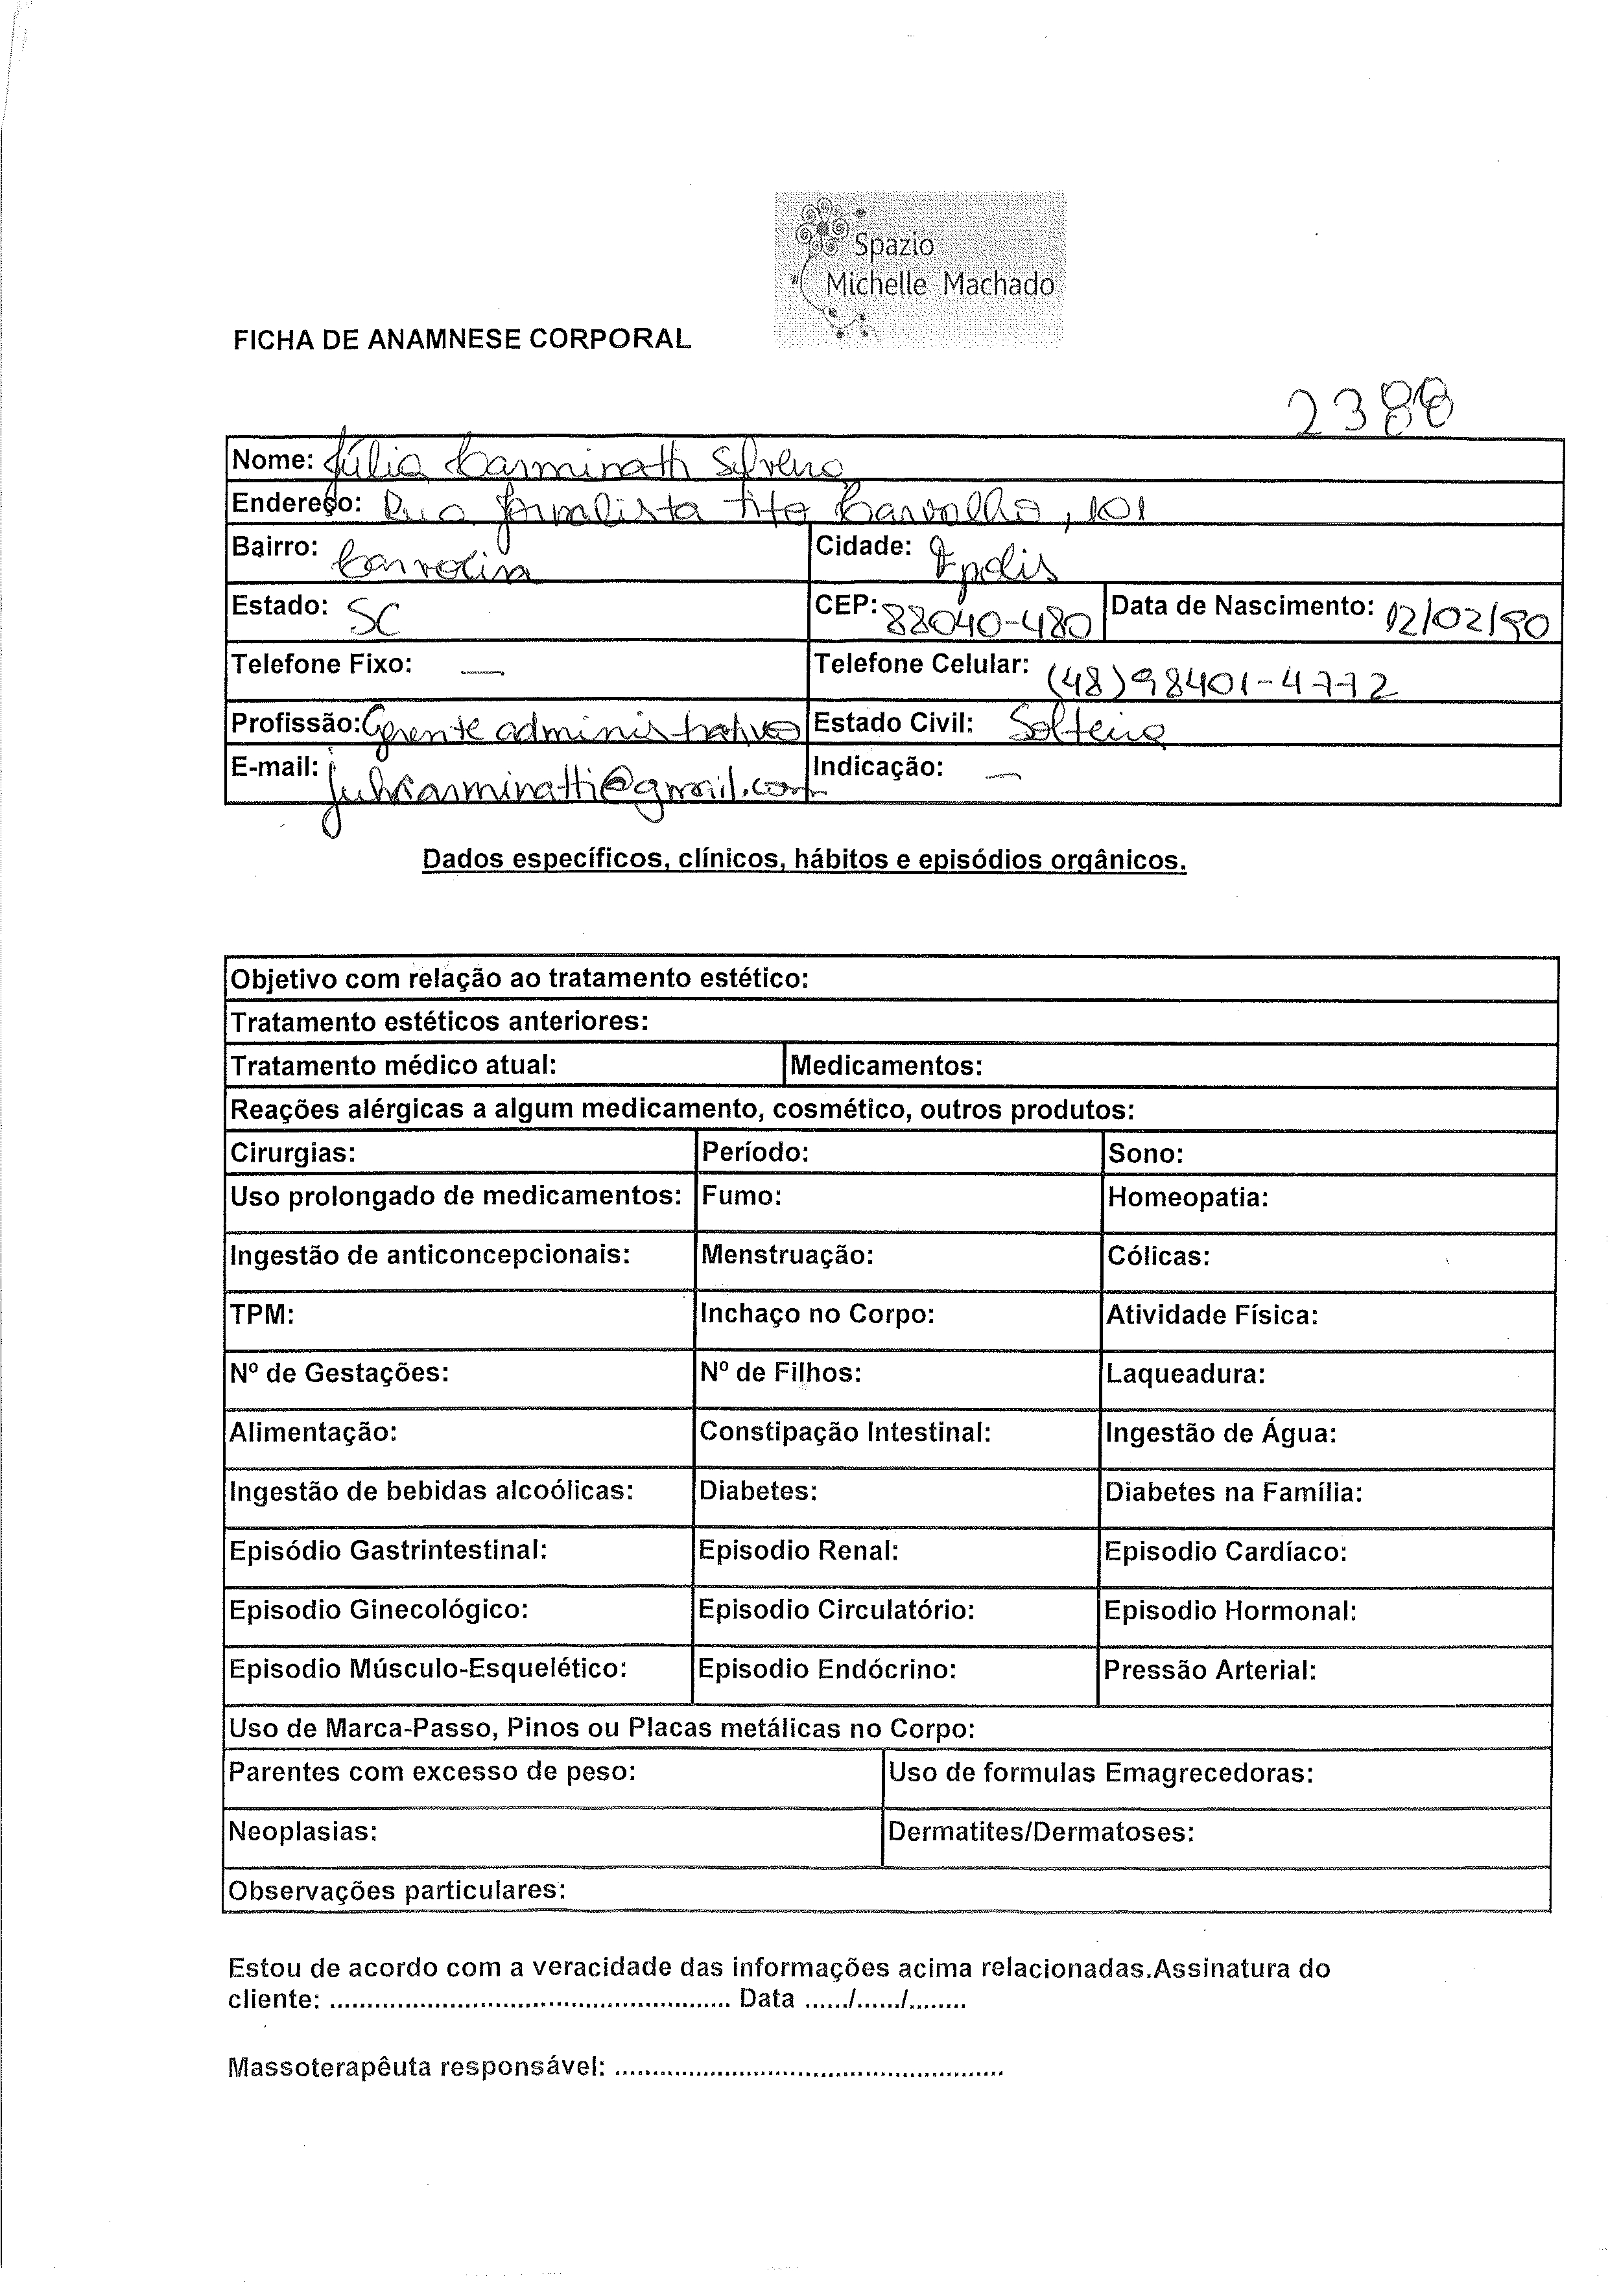 Spazio
Michelle Machado
FICHA DE ANAMNESE CORPORAL
2388
Nome: Júlia Carminatti Silveira
Endereço: Rua Jornalista Tito Carvalho, 101
Bairro: Carvoeira Cidade: Fpolis
Estado: SC CEP: 88040-480 Data de Nascimento: 12/02/90
Telefone Fixo: — Telefone Celular: (48)98401-4772
Profissão: Gerente administrativo Estado Civil: Solteira
E-mail: juhcarminatti@gmail.com Indicação: —
Dados específicos, clínicos, hábitos e episódios orgânicos.
Objetivo com relação ao tratamento estético:
Tratamento estéticos anteriores:
Tratamento médico atual: Medicamentos:
Reações alérgicas a algum medicamento, cosmético, outros produtos:
Cirurgias: Período: Sono:
Uso prolongado de medicamentos: Fumo: Homeopatia:
Ingestão de anticoncepcionais: Menstruação: Cólicas:
TPM: Inchaço no Corpo: Atividade Física:
Nº de Gestações: Nº de Filhos: Laqueadura:
Alimentação: Constipação Intestinal: Ingestão de Água:
Ingestão de bebidas alcoólicas: Diabetes: Diabetes na Família:
Episódio Gastrintestinal: Episodio Renal: Episodio Cardíaco:
Episodio Ginecológico: Episodio Circulatório: Episodio Hormonal:
Episodio Músculo-Esquelético: Episodio Endócrino: Pressão Arterial:
Uso de Marca-Passo, Pinos ou Placas metálicas no Corpo:
Parentes com excesso de peso: Uso de formulas Emagrecedoras:
Neoplasias: Dermatites/Dermatoses:
Observações particulares:
Estou de acordo com a veracidade das informações acima relacionadas.Assinatura do
cliente: ...................................................... Data ....../....../........
Massoterapêuta responsável: ....................................................